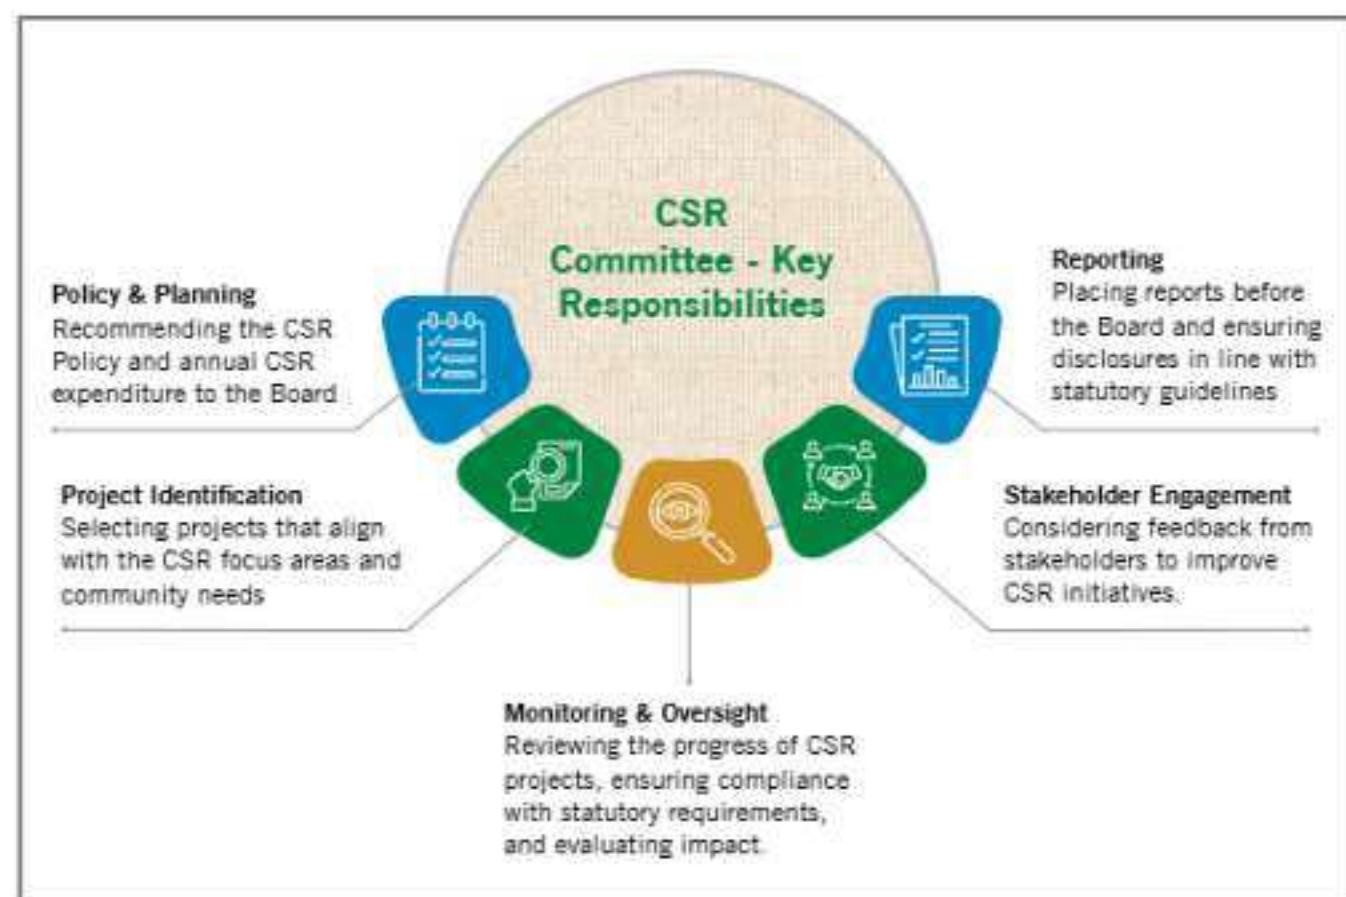 CSR
Committee - Key
Responsibilities
Policy & Planning
Recommending the CSR
Policy and annual CSR
expenditure to the Board
Project Identification
Selecting projects that align
with the CSR focus areas and
community needs
Monitoring & Oversight
Reviewing the progress of CSR
projects, ensuring compliance
with statutory requirements,
and evaluating impact.
Stakeholder Engagement
Considering feedback from
stakeholders to improve
CSR initiatives.
Reporting
Placing reports before
the Board and ensuring
disclosures in line with
statutory guidelines